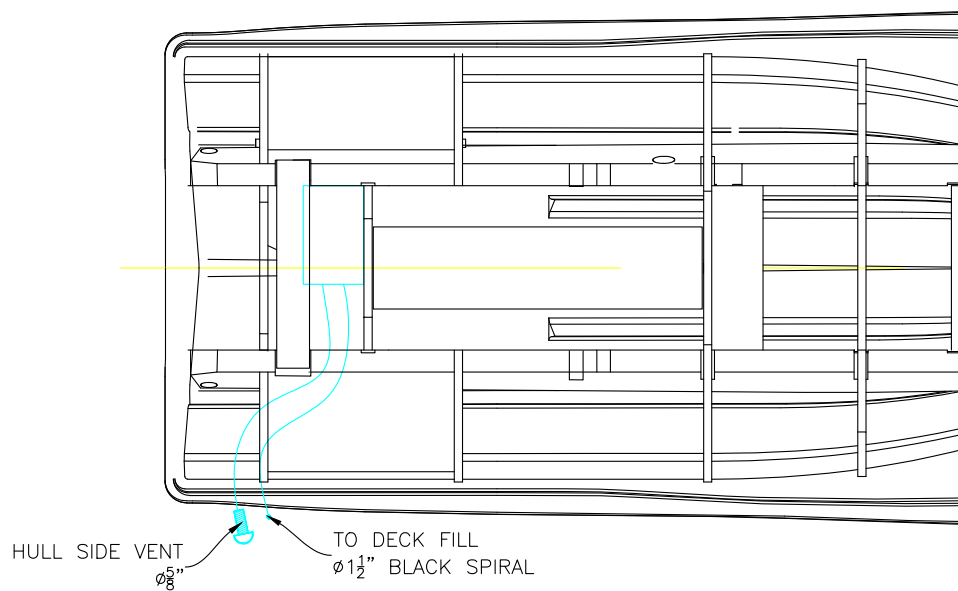 HULL SIDE VENT
ø5/8"
TO DECK FILL
ø1 1/2" BLACK SPIRAL